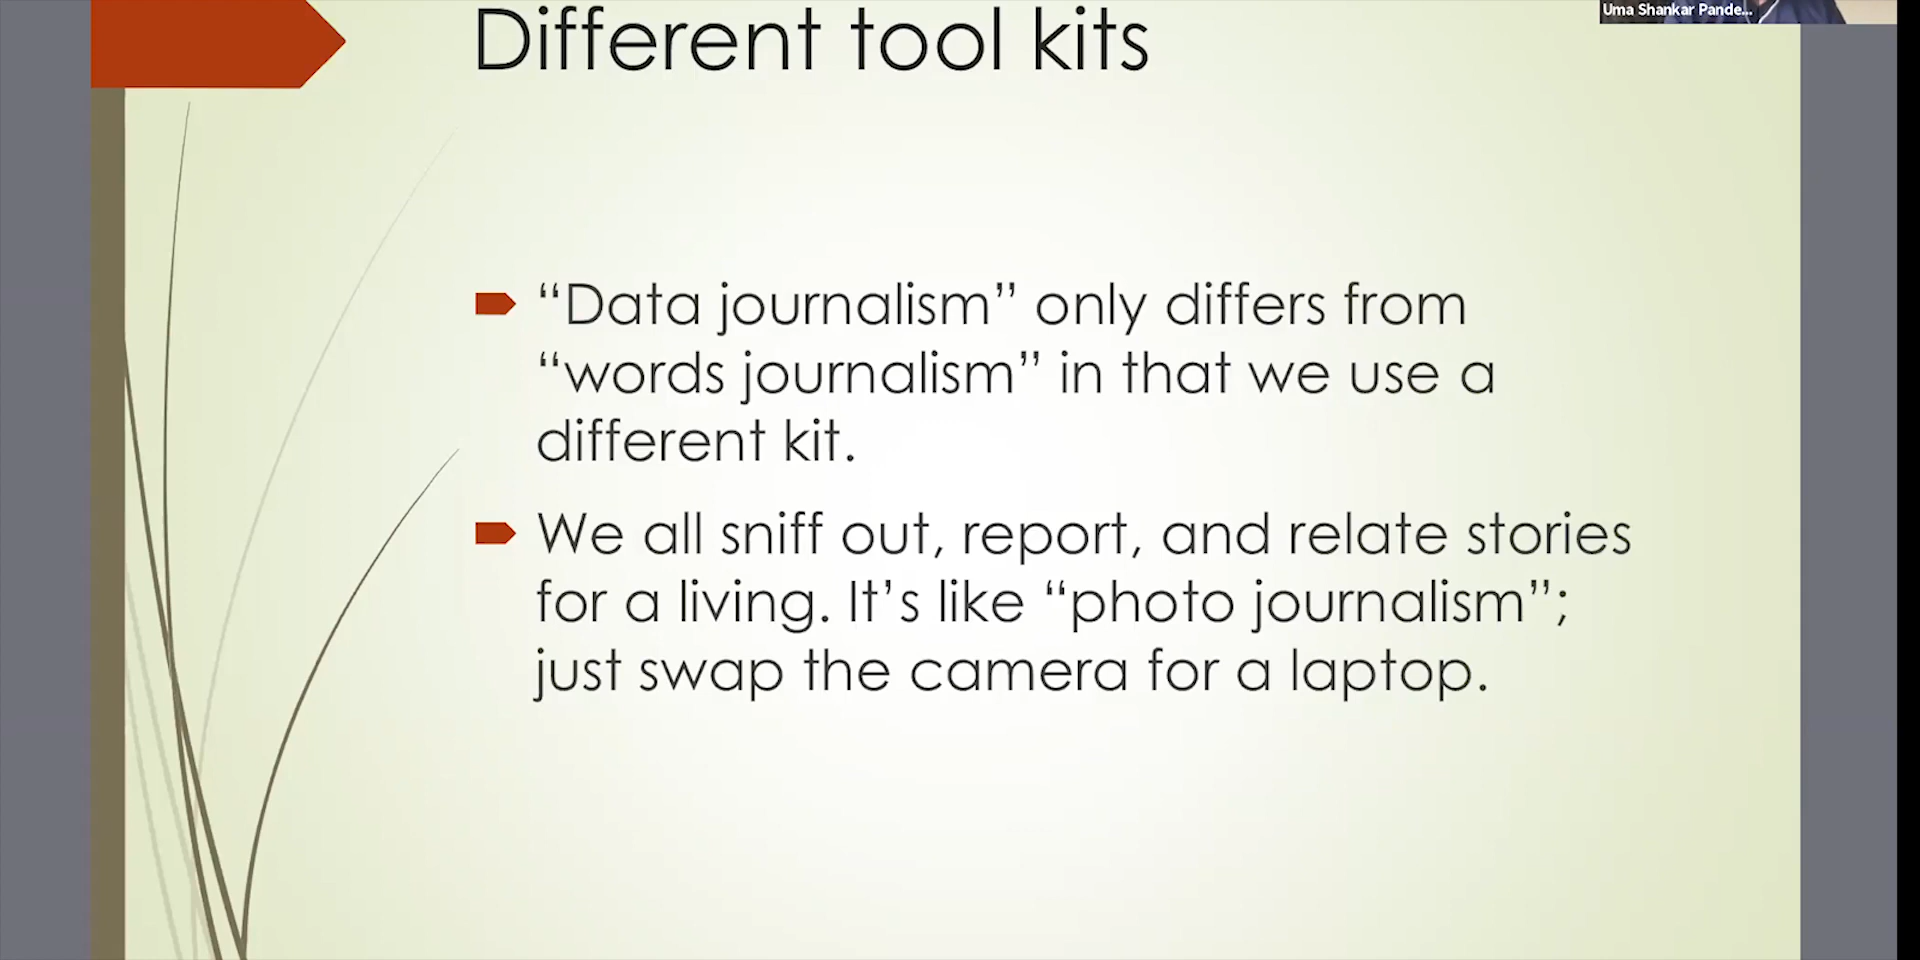 Different tool kits
Uma Shankar Pande...
“Data journalism” only differs from
“words journalism” in that we use a
different kit.
We all sniff out, report, and relate stories
for a living. It’s like “photo journalism”;
just swap the camera for a laptop.